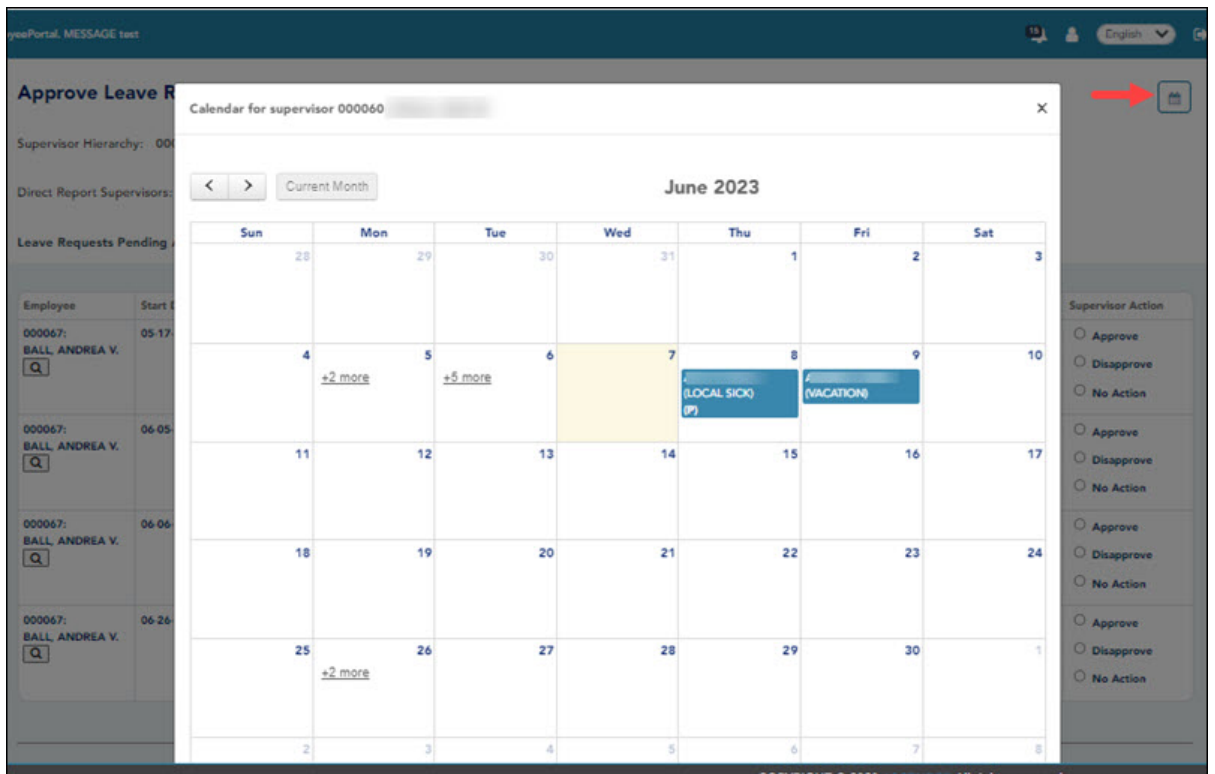 yeePortal, MESSAGE test
15
English
Approve Leave R
Calendar for supervisor 000060
×
Supervisor Hierarchy: 000
Direct Report Supervisors:
Leave Requests Pending
< > Current Month
June 2023
Sun Mon Tue Wed Thu Fri Sat
28 29 30 31 1 2 3
Employee Start D Supervisor Action
000067: 05-17-
BALL, ANDREA V.
Approve
Disapprove
No Action
4 5 6 7 8 9 10
+2 more +5 more
(LOCAL SICK) (VACATION)
(P)
000067: 06-05-
BALL, ANDREA V.
Approve
Disapprove
No Action
11 12 13 14 15 16 17
000067: 06-06-
BALL, ANDREA V.
Approve
Disapprove
No Action
18 19 20 21 22 23 24
000067: 06-26-
BALL, ANDREA V.
Approve
Disapprove
No Action
25 26 27 28 29 30 1
+2 more
2 3 4 5 6 7 8